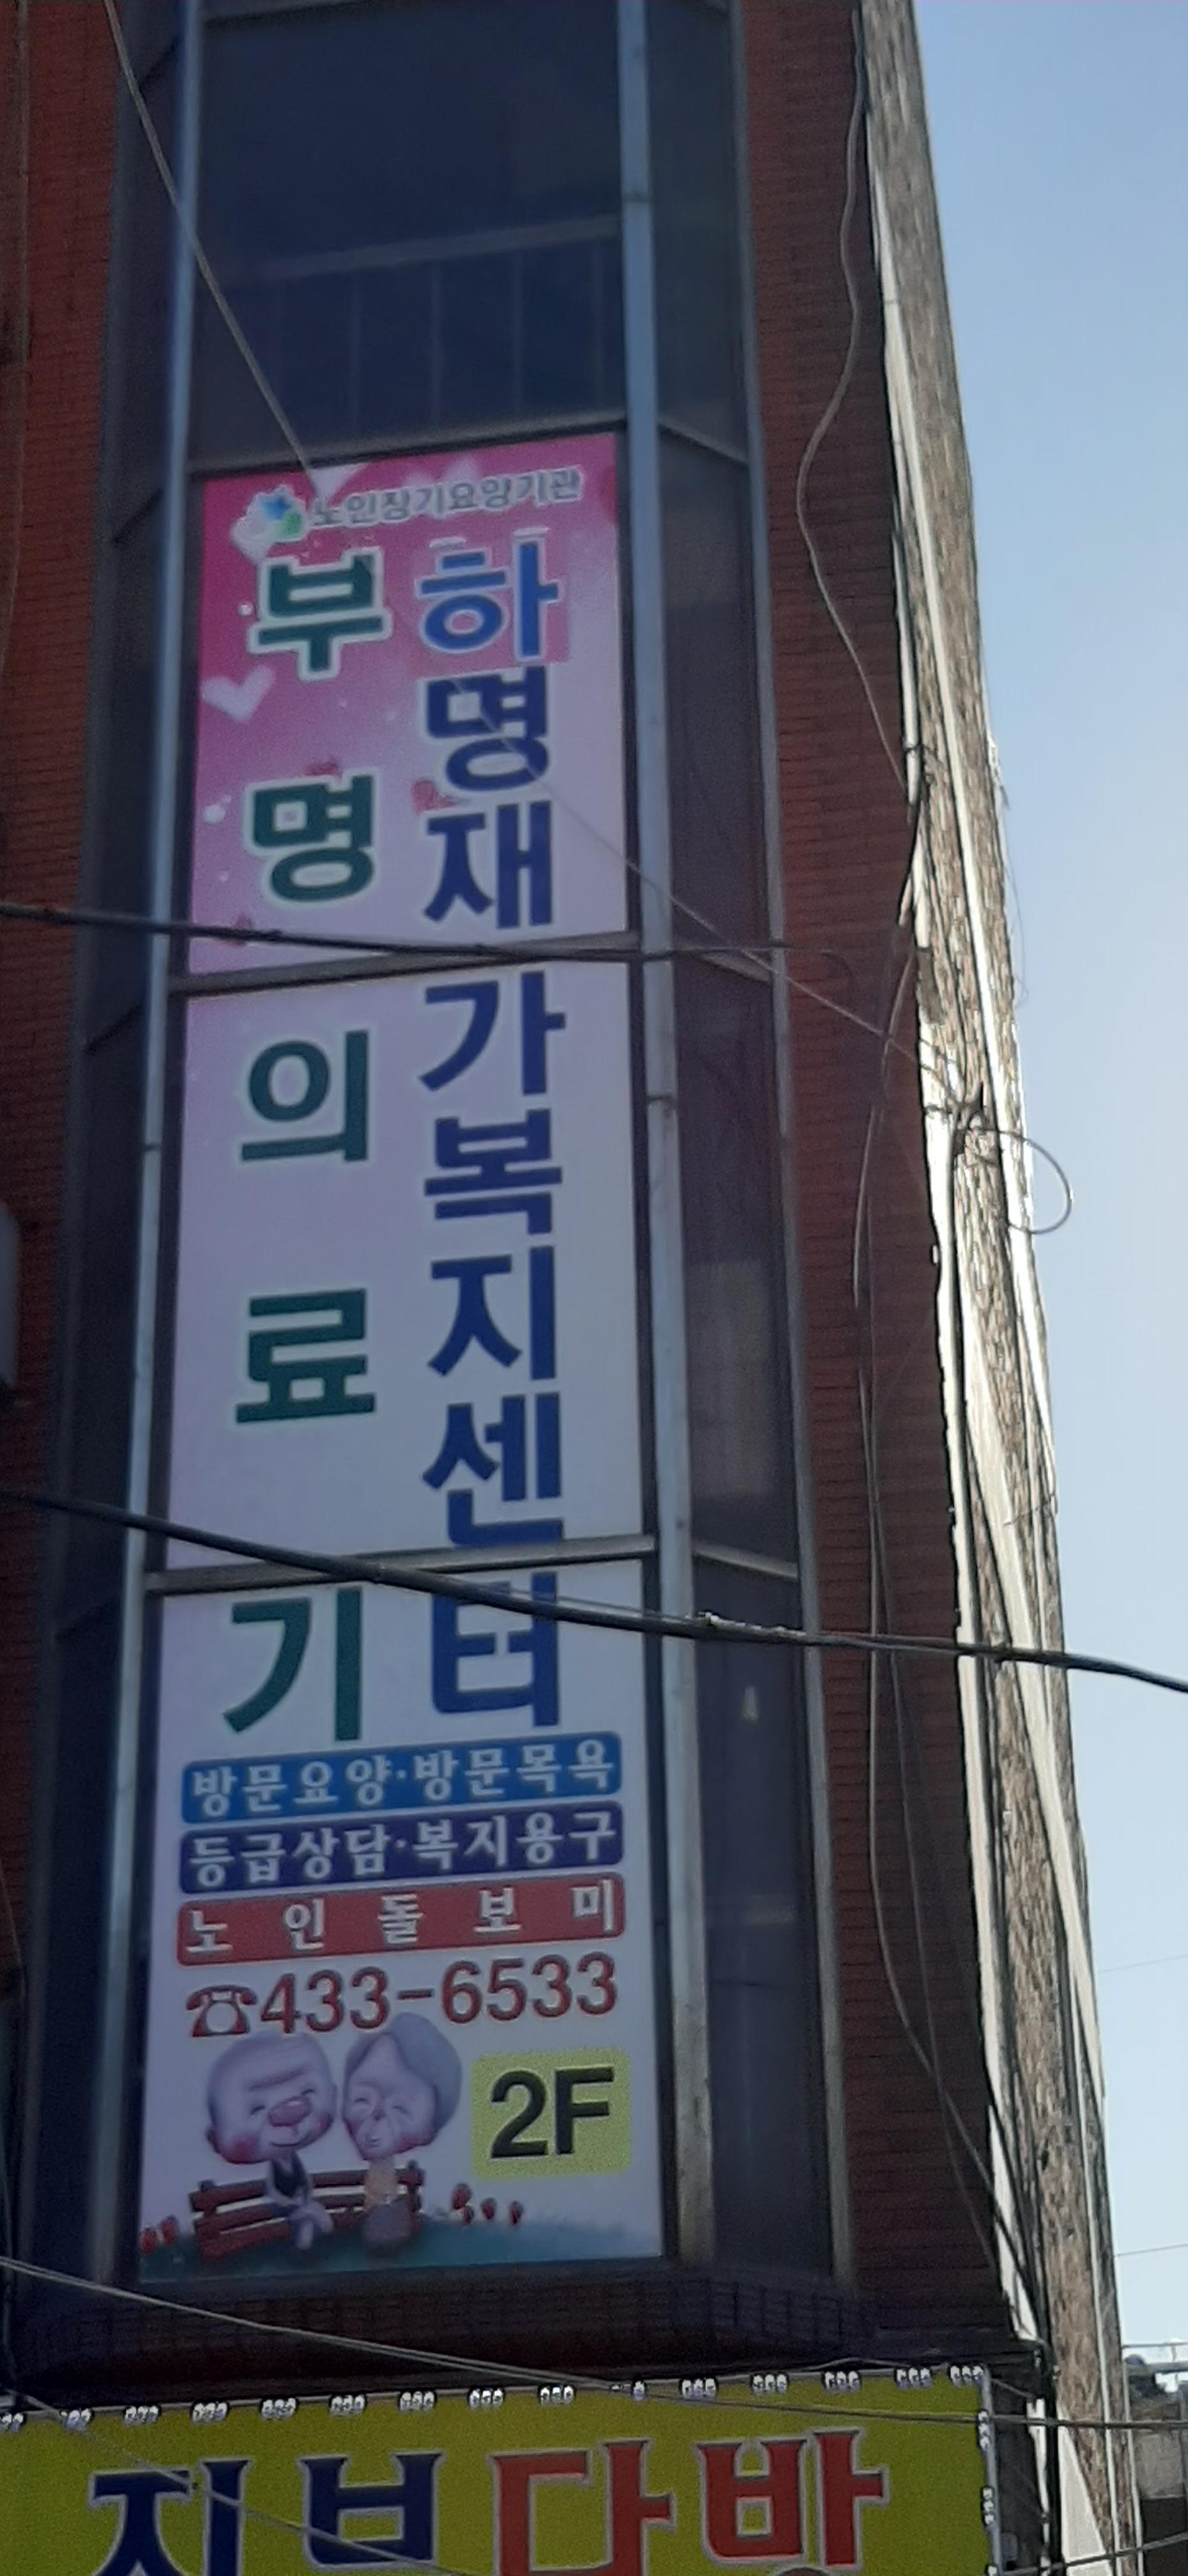 노인장기요양기관
부명의료기
하명재가복지센터
방문요양·방문목욕
등급상담·복지용구
노인돌보미
☎433-6533
2F
다방